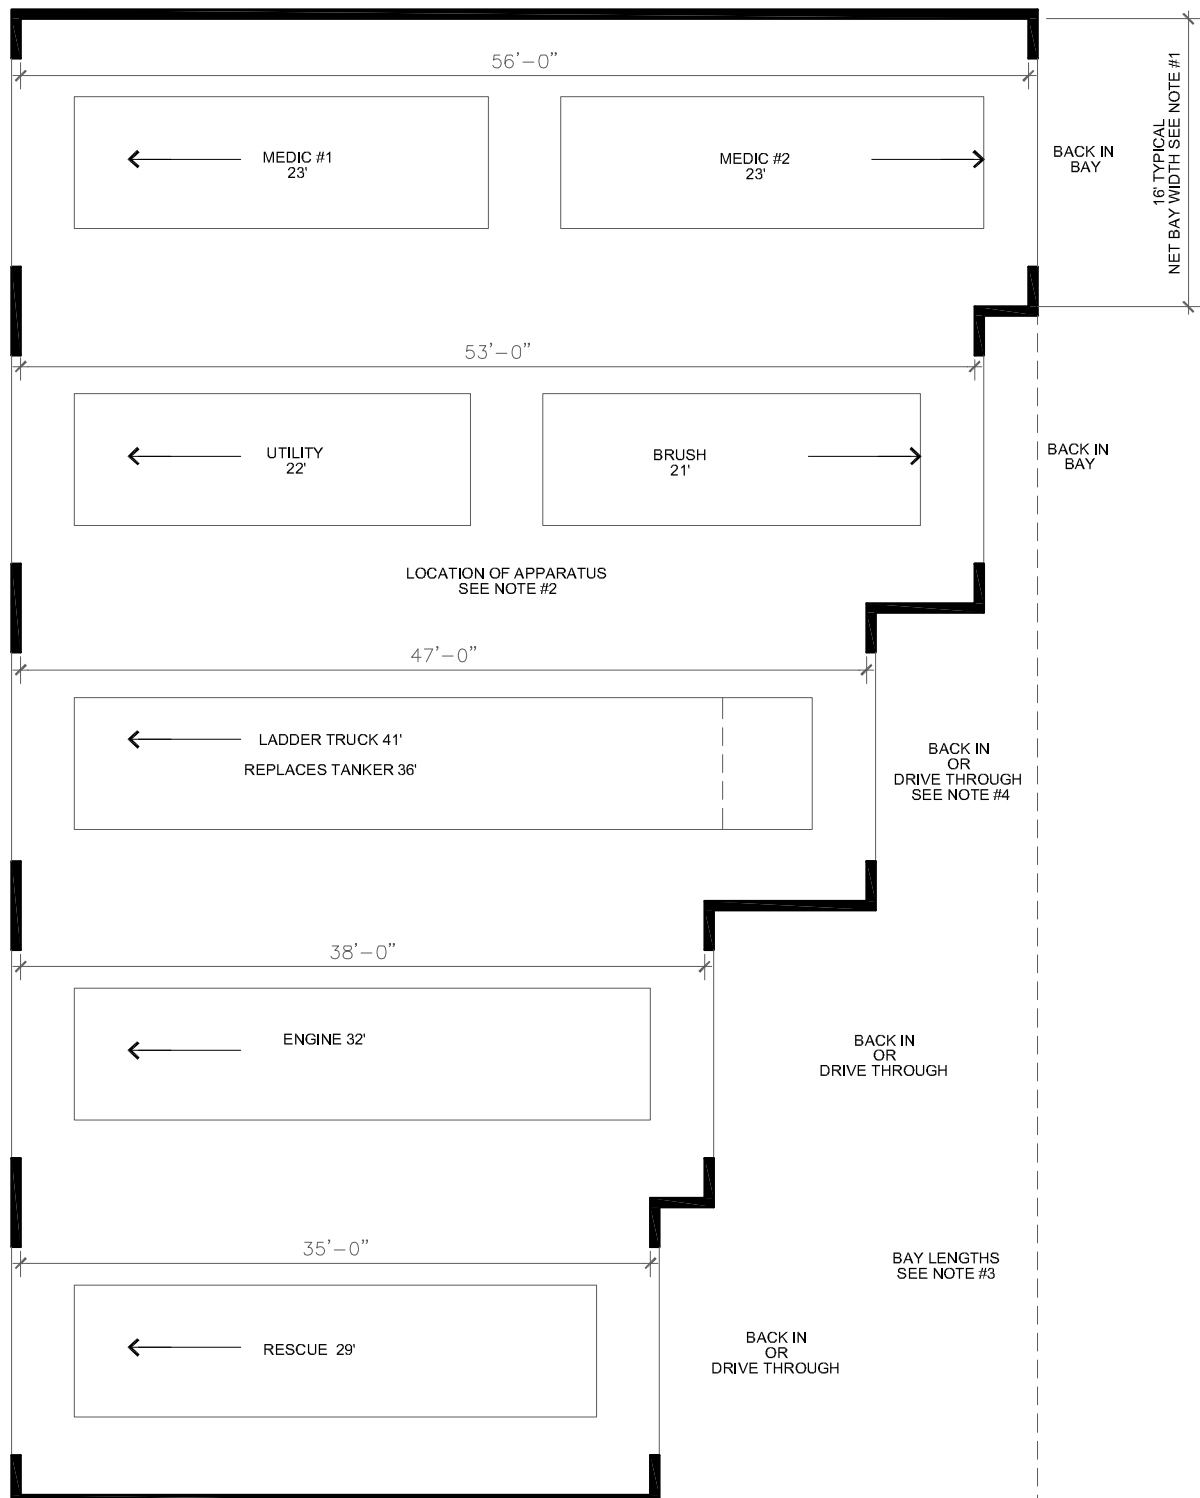 56'-0"
MEDIC #1
23'
MEDIC #2
23'
BACK IN
BAY
16' TYPICAL
NET BAY WIDTH SEE NOTE #1
53'-0"
UTILITY
22'
BRUSH
21'
BACK IN
BAY
LOCATION OF APPARATUS
SEE NOTE #2
47'-0"
LADDER TRUCK 41'
REPLACES TANKER 36'
BACK IN
OR
DRIVE THROUGH
SEE NOTE #4
38'-0"
ENGINE 32'
BACK IN
OR
DRIVE THROUGH
35'-0"
BAY LENGTHS
SEE NOTE #3
RESCUE 29'
BACK IN
OR
DRIVE THROUGH